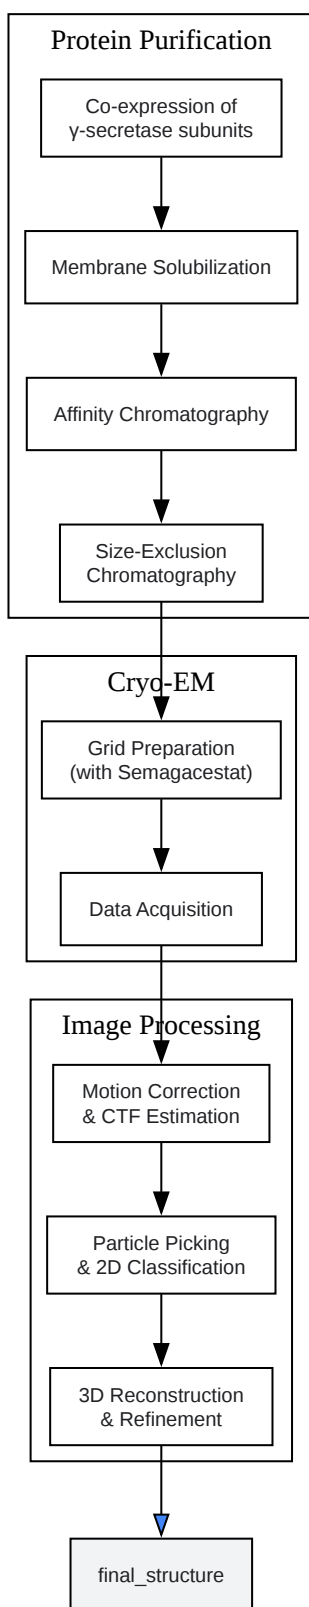 Protein Purification
Co-expression of
γ-secretase subunits
Membrane Solubilization
Affinity Chromatography
Size-Exclusion
Chromatography
Cryo-EM
Grid Preparation
(with Semagacestat)
Data Acquisition
Image Processing
Motion Correction
& CTF Estimation
Particle Picking
& 2D Classification
3D Reconstruction
& Refinement
final_structure